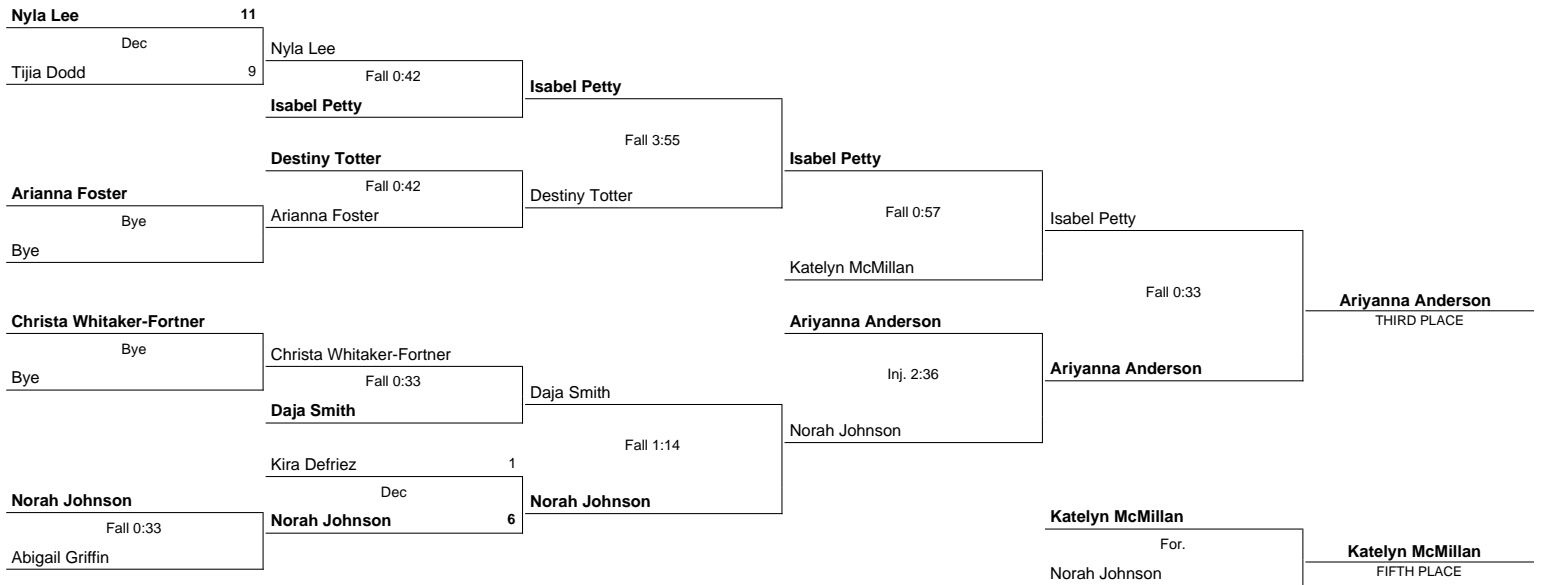 Nyla Lee 11
Dec
Tijia Dodd 9
Arianna Foster
Bye
Bye
Christa Whitaker-Fortner
Bye
Bye
Norah Johnson
Fall 0:33
Abigail Griffin
Nyla Lee
Fall 0:42
Isabel Petty
Destiny Totter
Fall 0:42
Arianna Foster
Christa Whitaker-Fortner
Fall 0:33
Daja Smith
Kira Defriez 1
Dec
Norah Johnson 6
Isabel Petty
Fall 3:55
Destiny Totter
Daja Smith
Fall 1:14
Norah Johnson
Isabel Petty
Fall 0:57
Katelyn McMillan
Ariyanna Anderson
Inj. 2:36
Norah Johnson
Isabel Petty
Fall 0:33
Ariyanna Anderson
Ariyanna Anderson
THIRD PLACE
Katelyn McMillan
For.
Norah Johnson
Katelyn McMillan
FIFTH PLACE